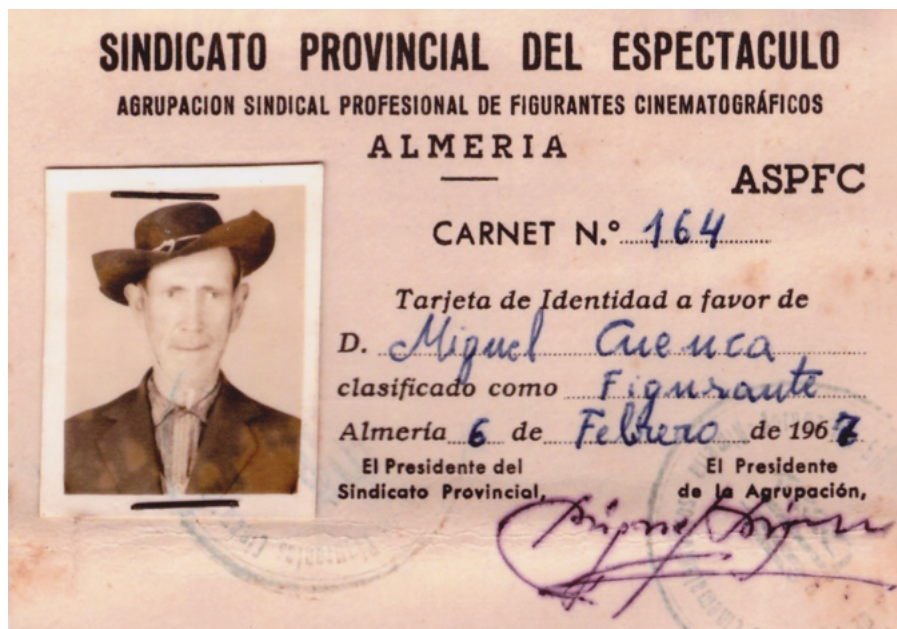 SINDICATO PROVINCIAL DEL ESPECTACULO
AGRUPACION SINDICAL PROFESIONAL DE FIGURANTES CINEMATOGRÁFICOS
ALMERIA
ASPFC
CARNET N.º 164
Tarjeta de Identidad a favor de
D. Miguel Cuenca
clasificado como Figurante
Almería 6 de Febrero de 1967
El Presidente del
Sindicato Provincial,
El Presidente
de la Agrupación,